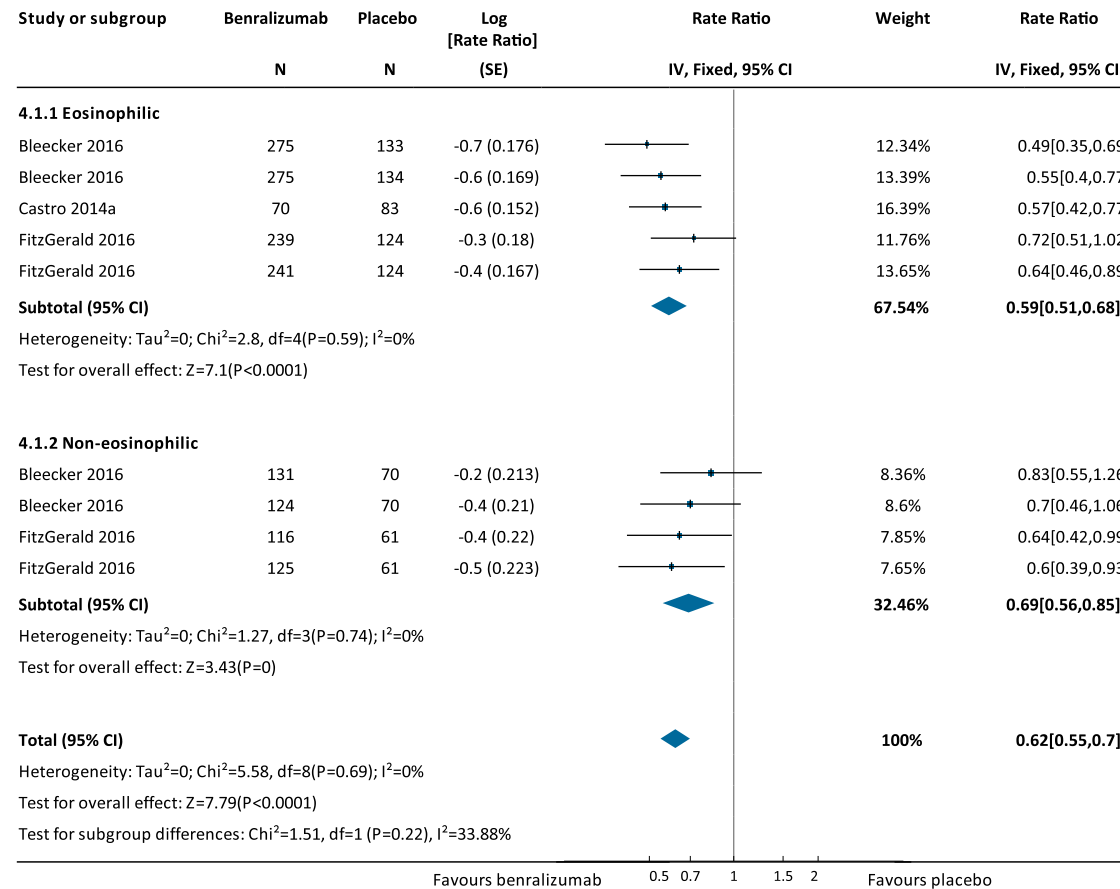 Study or subgroup Benralizumab Placebo Log Rate Ratio Weight Rate Ratio
[Rate Ratio]
N N (SE) IV, Fixed, 95% CI IV, Fixed, 95% CI
4.1.1 Eosinophilic
Bleecker 2016 275 133 -0.7 (0.176) 12.34% 0.49[0.35,0.69
Bleecker 2016 275 134 -0.6 (0.169) 13.39% 0.55[0.4,0.77
Castro 2014a 70 83 -0.6 (0.152) 16.39% 0.57[0.42,0.77
FitzGerald 2016 239 124 -0.3 (0.18) 11.76% 0.72[0.51,1.02
FitzGerald 2016 241 124 -0.4 (0.167) 13.65% 0.64[0.46,0.89
Subtotal (95% CI) 67.54% 0.59[0.51,0.68]
Heterogeneity: Tau²=0; Chi²=2.8, df=4(P=0.59); I²=0%
Test for overall effect: Z=7.1(P<0.0001)
4.1.2 Non-eosinophilic
Bleecker 2016 131 70 -0.2 (0.213) 8.36% 0.83[0.55,1.26
Bleecker 2016 124 70 -0.4 (0.21) 8.6% 0.7[0.46,1.06
FitzGerald 2016 116 61 -0.4 (0.22) 7.85% 0.64[0.42,0.99
FitzGerald 2016 125 61 -0.5 (0.223) 7.65% 0.6[0.39,0.93
Subtotal (95% CI) 32.46% 0.69[0.56,0.85]
Heterogeneity: Tau²=0; Chi²=1.27, df=3(P=0.74); I²=0%
Test for overall effect: Z=3.43(P=0)
Total (95% CI) 100% 0.62[0.55,0.7]
Heterogeneity: Tau²=0; Chi²=5.58, df=8(P=0.69); I²=0%
Test for overall effect: Z=7.79(P<0.0001)
Test for subgroup differences: Chi²=1.51, df=1 (P=0.22), I²=33.88%
Favours benralizumab 0.5 0.7 1 1.5 2 Favours placebo